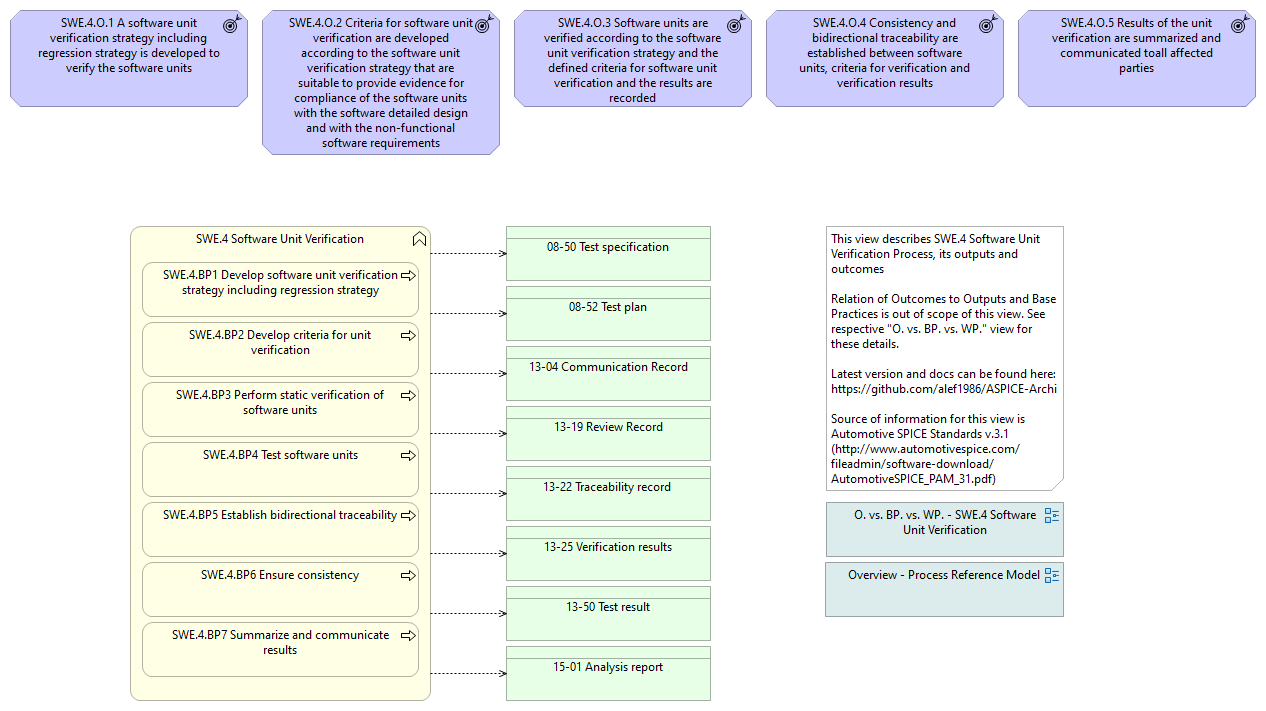 SWE.4.O.1 A software unit
verification strategy including
regression strategy is developed to
verify the software units
SWE.4.O.2 Criteria for software unit
verification are developed
according to the software unit
verification strategy that are
suitable to provide evidence for
compliance of the software units
with the software detailed design
and with the non-functional
software requirements
SWE.4.O.3 Software units are
verified according to the software
unit verification strategy and the
defined criteria for software unit
verification and the results are
recorded
SWE.4.O.4 Consistency and
bidirectional traceability are
established between software
units, criteria for verification and
verification results
SWE.4.O.5 Results of the unit
verification are summarized and
communicated toall affected
parties
SWE.4 Software Unit Verification
SWE.4.BP1 Develop software unit verification
strategy including regression strategy
SWE.4.BP2 Develop criteria for unit
verification
SWE.4.BP3 Perform static verification of
software units
SWE.4.BP4 Test software units
SWE.4.BP5 Establish bidirectional traceability
SWE.4.BP6 Ensure consistency
SWE.4.BP7 Summarize and communicate
results
08-50 Test specification
08-52 Test plan
13-04 Communication Record
13-19 Review Record
13-22 Traceability record
13-25 Verification results
13-50 Test result
15-01 Analysis report
This view describes SWE.4 Software Unit
Verification Process, its outputs and
outcomes
Relation of Outcomes to Outputs and Base
Practices is out of scope of this view. See
respective "O. vs. BP. vs. WP." view for
these details.
Latest version and docs can be found here:
https://github.com/alef1986/ASPICE-Archi
Source of information for this view is
Automotive SPICE Standards v.3.1
(http://www.automotivespice.com/
fileadmin/software-download/
AutomotiveSPICE_PAM_31.pdf)
O. vs. BP. vs. WP. - SWE.4 Software
Unit Verification
Overview - Process Reference Model